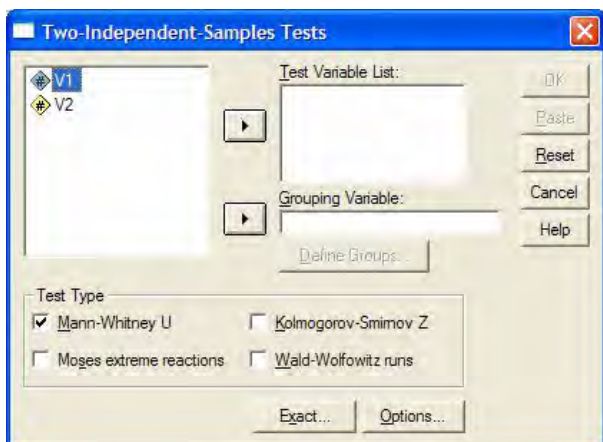 Two-Independent-Samples Tests
V1
V2
Test Variable List:
Grouping Variable:
Define Groups...
OK
Paste
Reset
Cancel
Help
Test Type
Mann-Whitney U
Kolmogorov-Smirnov Z
Moses extreme reactions
Wald-Wolfowitz runs
Exact...
Options...